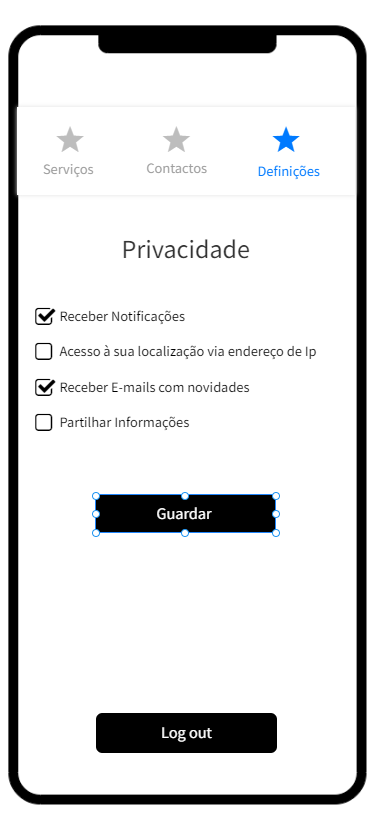 Serviços
Contactos
Definições
Privacidade
Receber Notificações
Acesso à sua localização via endereço de Ip
Receber E-mails com novidades
Partilhar Informações
Guardar
Log out